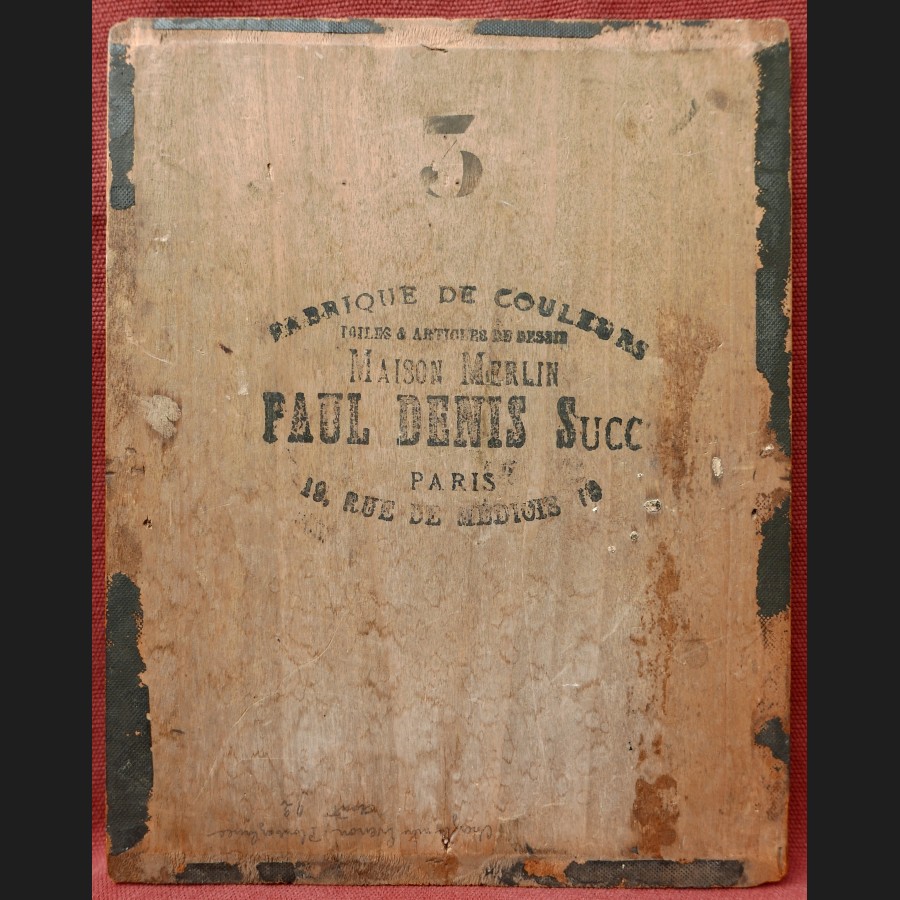 3
FABRIQUE DE COULEURS
TOILES & ARTICLES DE DESSIN
MAISON MERLIN
PAUL DENIS SUCC
PARIS
19, RUE DE MÉDICIS 19